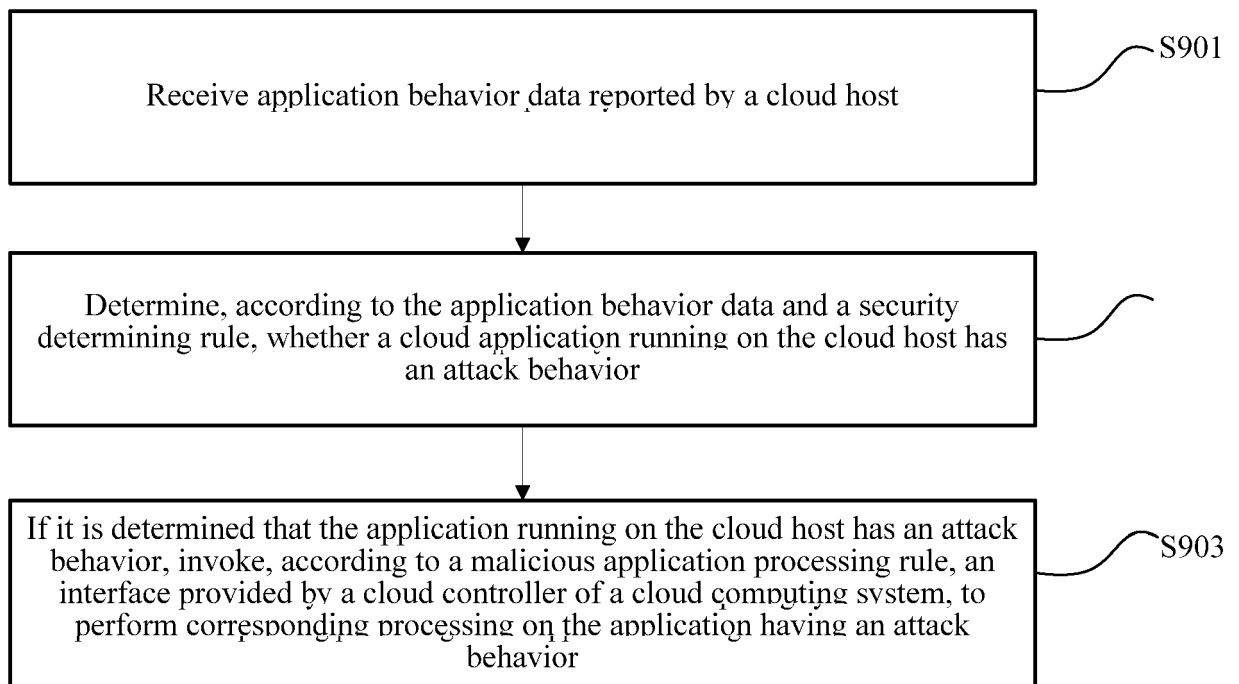 Receive application behavior data reported by a cloud host
S901
Determine, according to the application behavior data and a security
determining rule, whether a cloud application running on the cloud host has
an attack behavior
If it is determined that the application running on the cloud host has an attack
behavior, invoke, according to a malicious application processing rule, an
interface provided by a cloud controller of a cloud computing system, to
perform corresponding processing on the application having an attack
behavior
S903